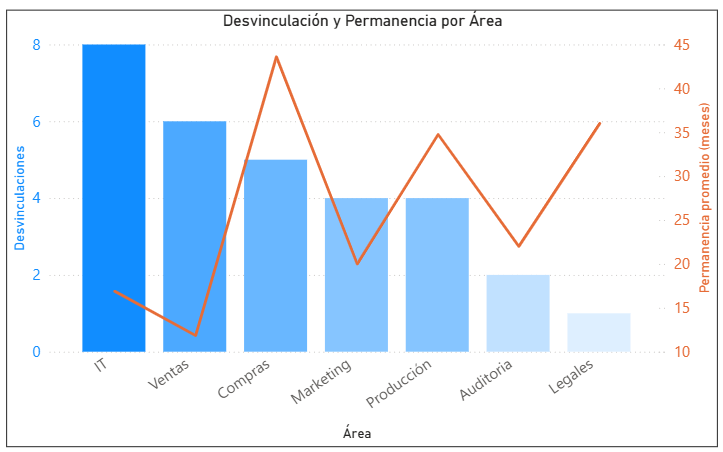 Desvinculación y Permanencia por Área
Desvinculaciones
8
6
4
2
0
45
40
35
30
25
20
15
10
Permanencia promedio (meses)
IT
Ventas
Compras
Marketing
Producción
Auditoria
Legales
Área